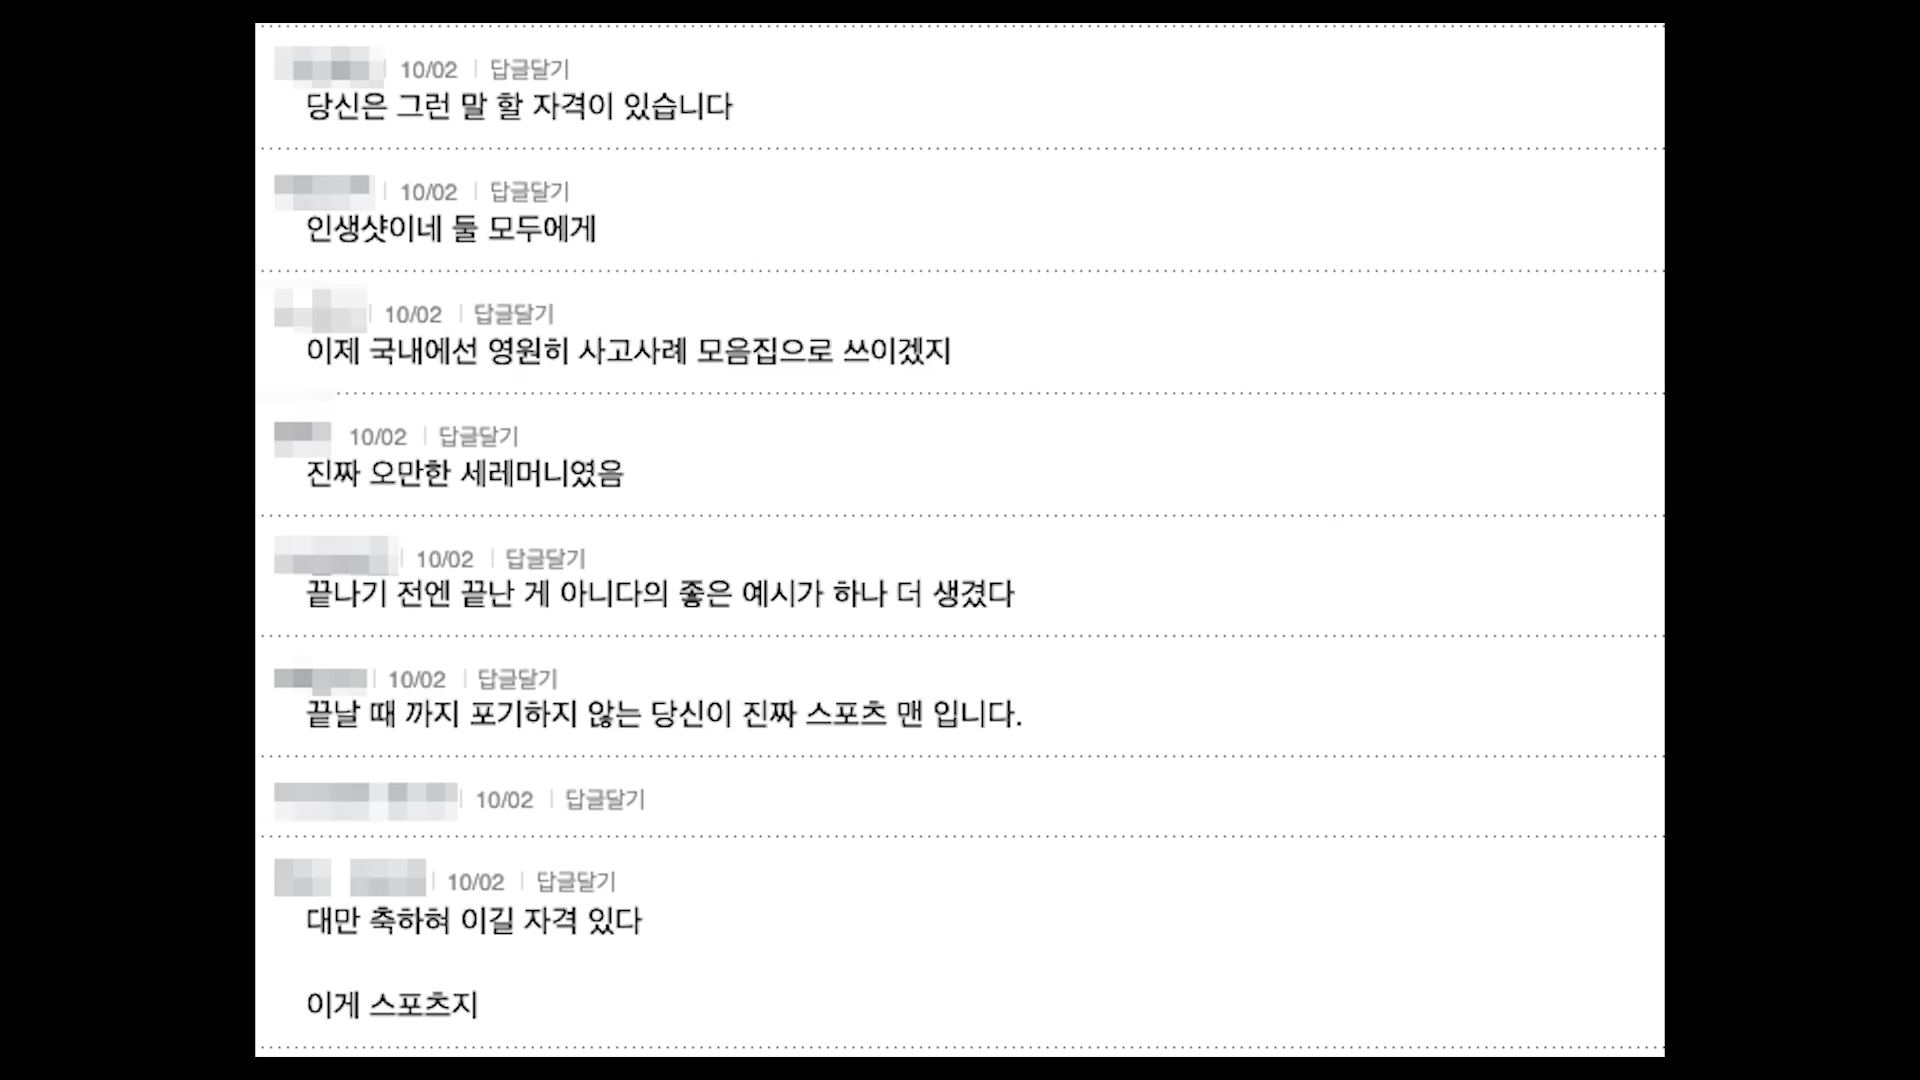 10/02 답글달기
당신은 그런 말 할 자격이 있습니다
10/02 답글달기
인생샷이네 둘 모두에게
10/02 답글달기
이제 국내에선 영원히 사고사례 모음집으로 쓰이겠지
10/02 답글달기
진짜 오만한 세레머니였음
10/02 답글달기
끝나기 전엔 끝난 게 아니다의 좋은 예시가 하나 더 생겼다
10/02 답글달기
끝날 때 까지 포기하지 않는 당신이 진짜 스포츠 맨 입니다.
10/02 답글달기
10/02 답글달기
대만 축하혀 이길 자격 있다
이게 스포츠지